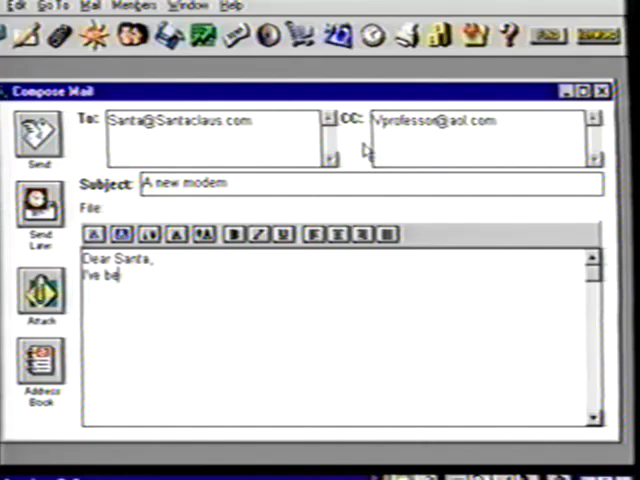 Edit Go To Mail Members Window Help
Compose Mail
To: Santa@Santaclaus.com CC: Vprofessor@aol.com
Send
Subject: A new modem
File:
Send
Later
B I U
Dear Santa,
I've be
Attach
Address
Book